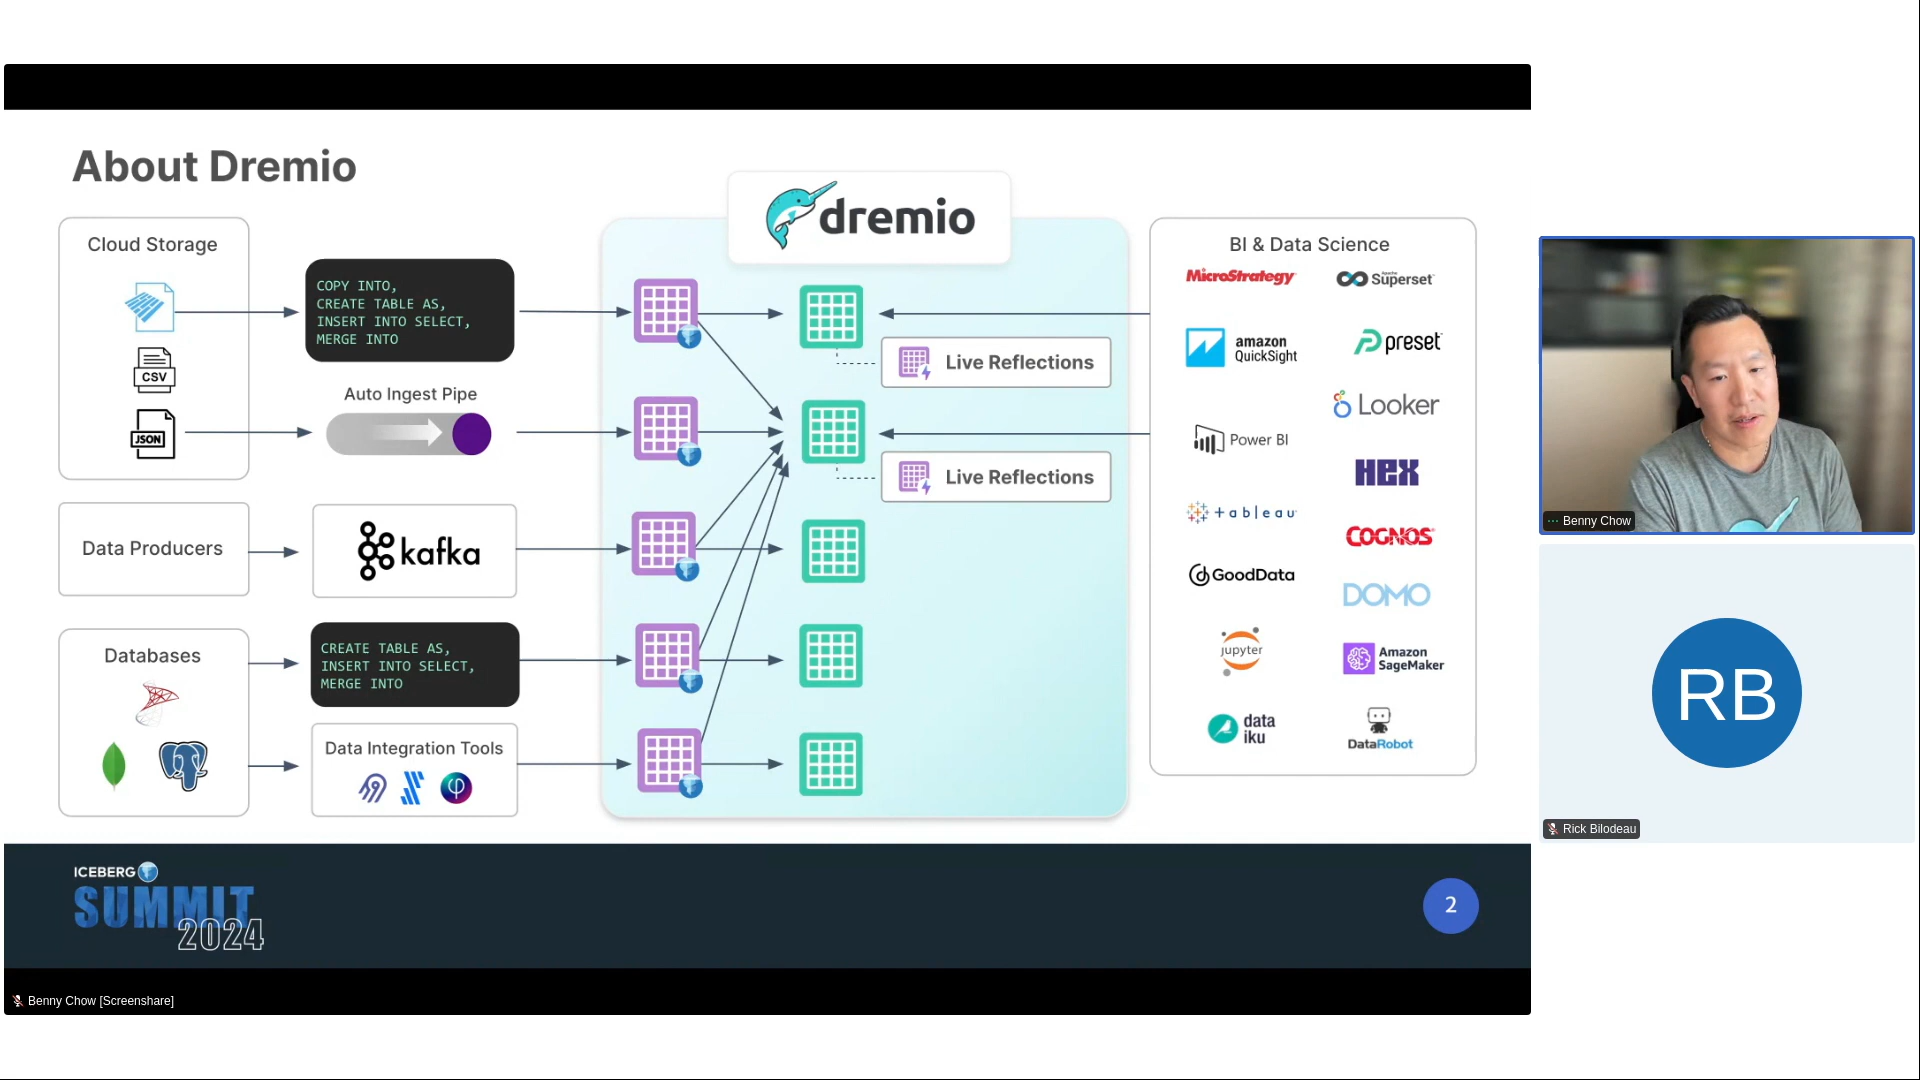 About Dremio
dremio
Cloud Storage
CSV
JSON
COPY INTO,
CREATE TABLE AS,
INSERT INTO SELECT,
MERGE INTO
Auto Ingest Pipe
Data Producers
kafka
Databases
CREATE TABLE AS,
INSERT INTO SELECT,
MERGE INTO
Data Integration Tools
Live Reflections
Live Reflections
BI & Data Science
MicroStrategy
Apache
Superset
amazon
QuickSight
preset
Looker
Power BI
HEX
+ableau
COGNOS
GoodData
DOMO
jupyter
Amazon
SageMaker
data
iku
DataRobot
ICEBERG
SUMMIT
2024
2
Benny Chow [Screenshare]
Benny Chow
RB
Rick Bilodeau